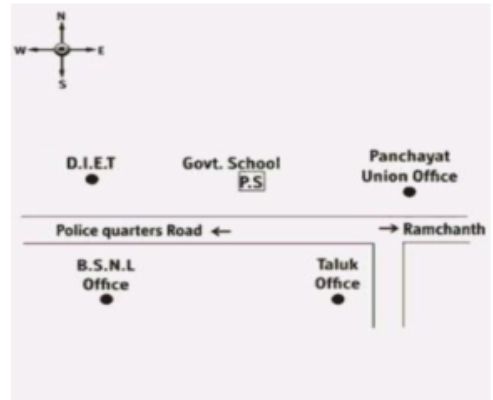 N
W E
S
D.I.E.T
Govt. School
P.S
Panchayat
Union Office
Police quarters Road ←
→ Ramchanth
B.S.N.L
Office
Taluk
Office